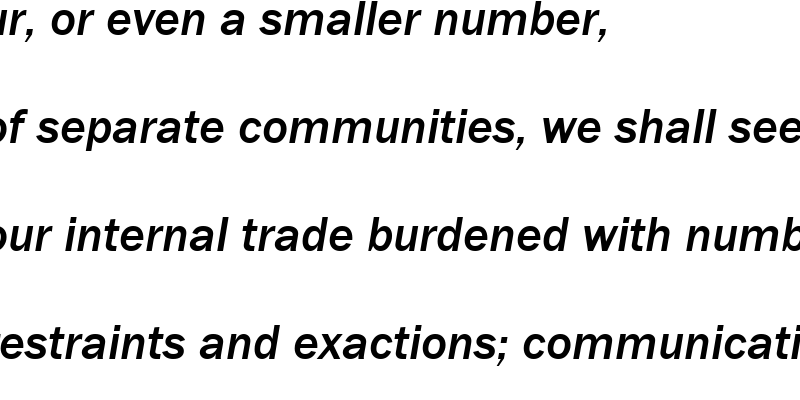 ur, or even a smaller number,
of separate communities, we shall see
our internal trade burdened with numb
restraints and exactions; communicati